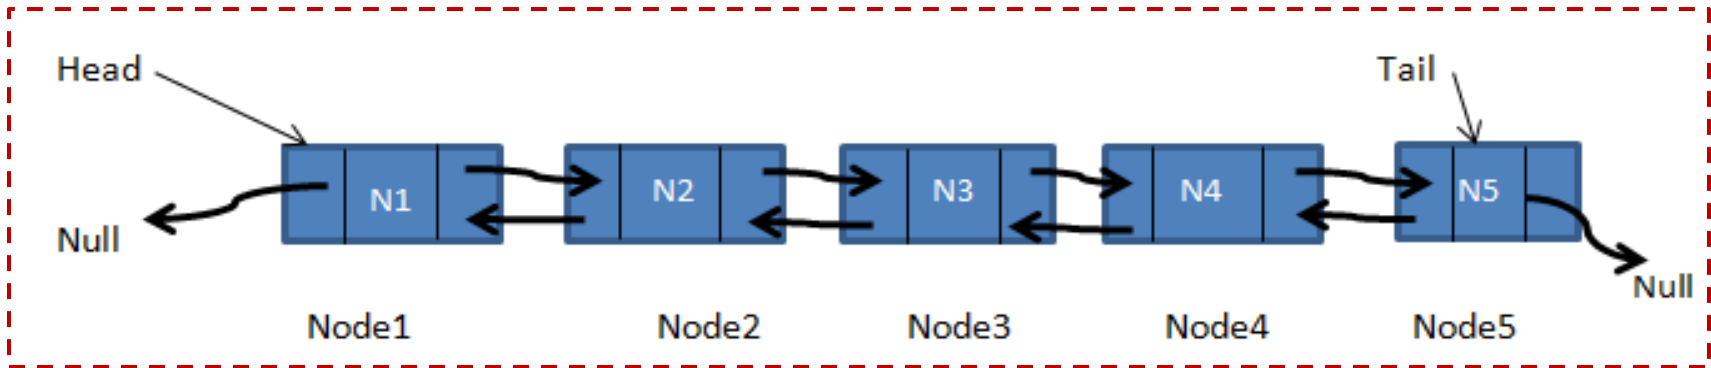 Head
Tail
N1
N2
N3
N4
N5
Null
Null
Node1
Node2
Node3
Node4
Node5